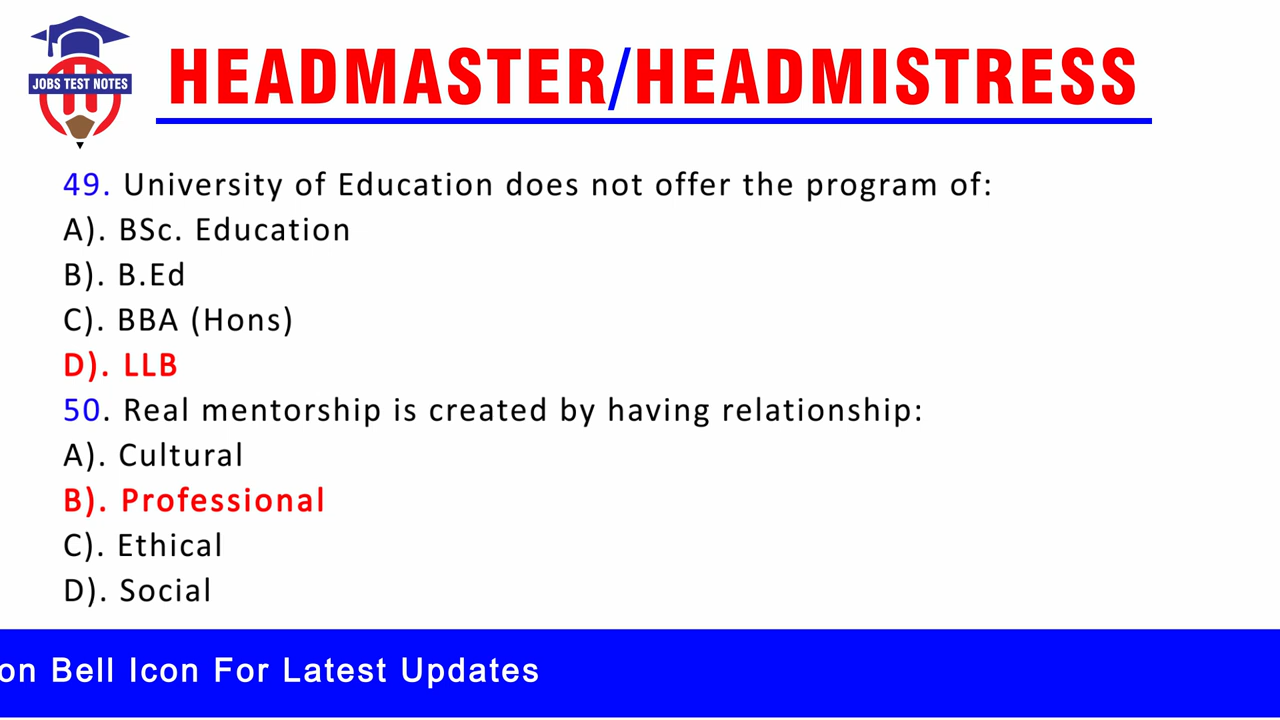 JOBS TEST NOTES
HEADMASTER/HEADMISTRESS
49. University of Education does not offer the program of:
A). BSc. Education
B). B.Ed
C). BBA (Hons)
D). LLB
50. Real mentorship is created by having relationship:
A). Cultural
B). Professional
C). Ethical
D). Social
on Bell Icon For Latest Updates